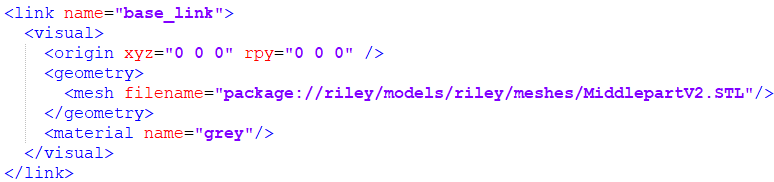 <link name="base_link">
  <visual>
    <origin xyz="0 0 0" rpy="0 0 0" />
    <geometry>
      <mesh filename="package://riley/models/riley/meshes/MiddlepartV2.STL"/>
    </geometry>
    <material name="grey"/>
  </visual>
</link>